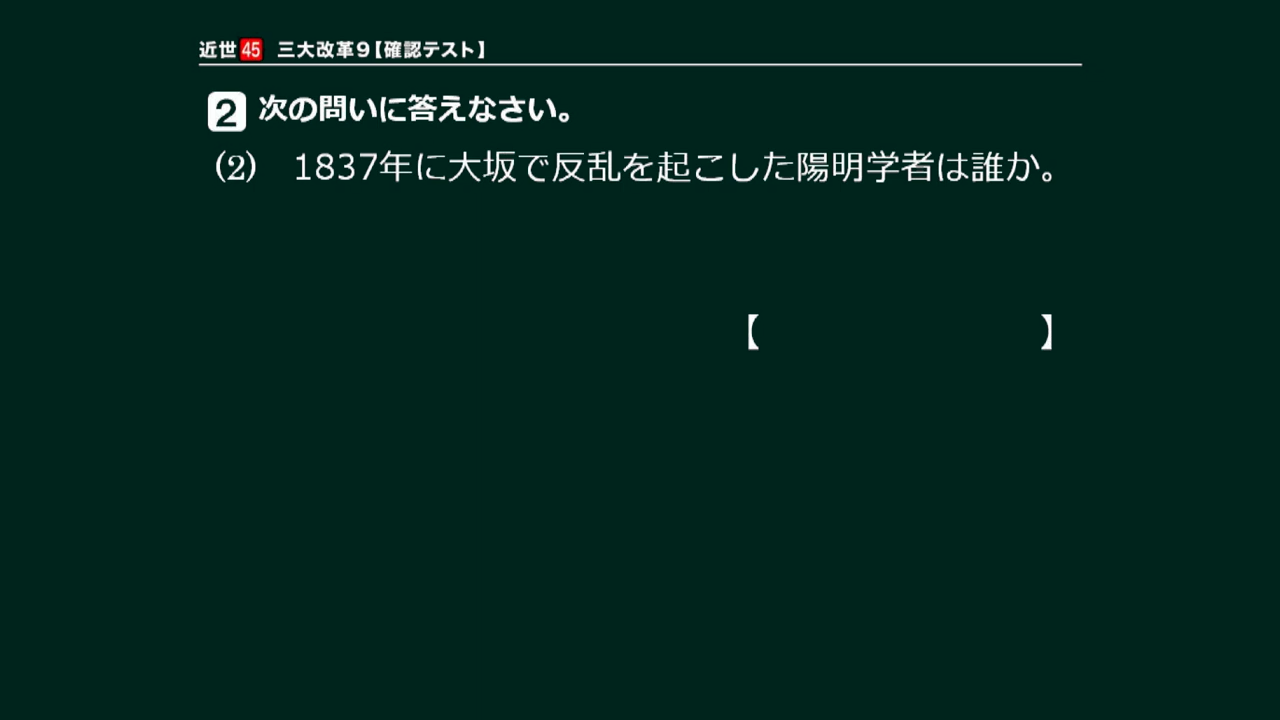 近世45 三大改革9【確認テスト】
2 次の問いに答えなさい。
(2) 1837年に大坂で反乱を起こした陽明学者は誰か。
【 】